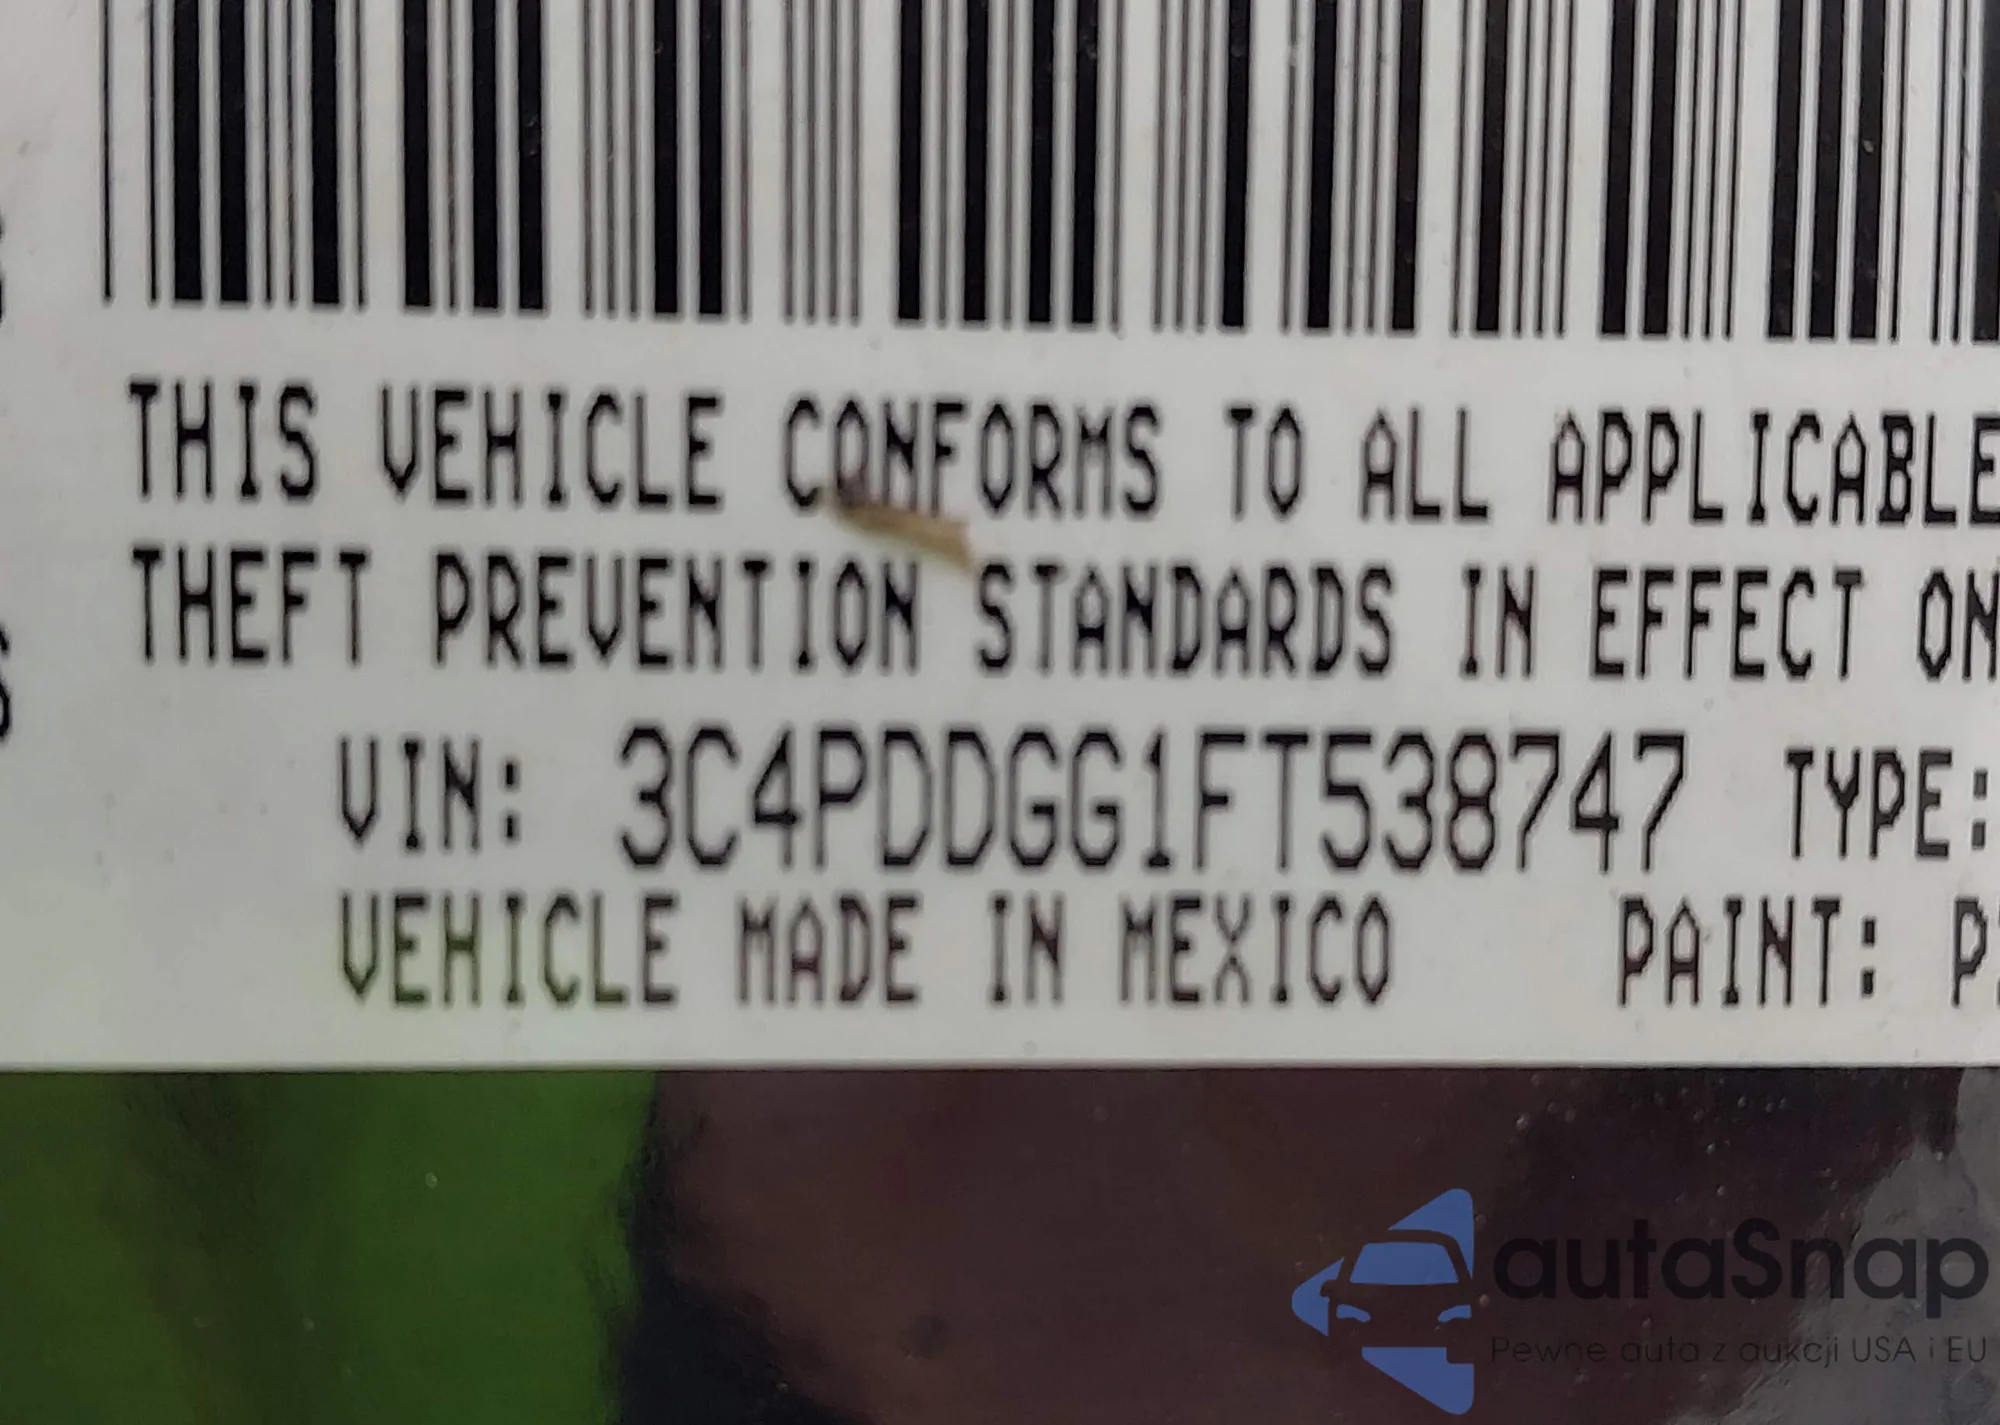 THIS VEHICLE CONFORMS TO ALL APPLICABLE
THEFT PREVENTION STANDARDS IN EFFECT ON
VIN: 3C4PDDGG1FT538747 TYPE:
VEHICLE MADE IN MEXICO PAINT:
autaSnap
Pewne auta z aukcji USA i EU